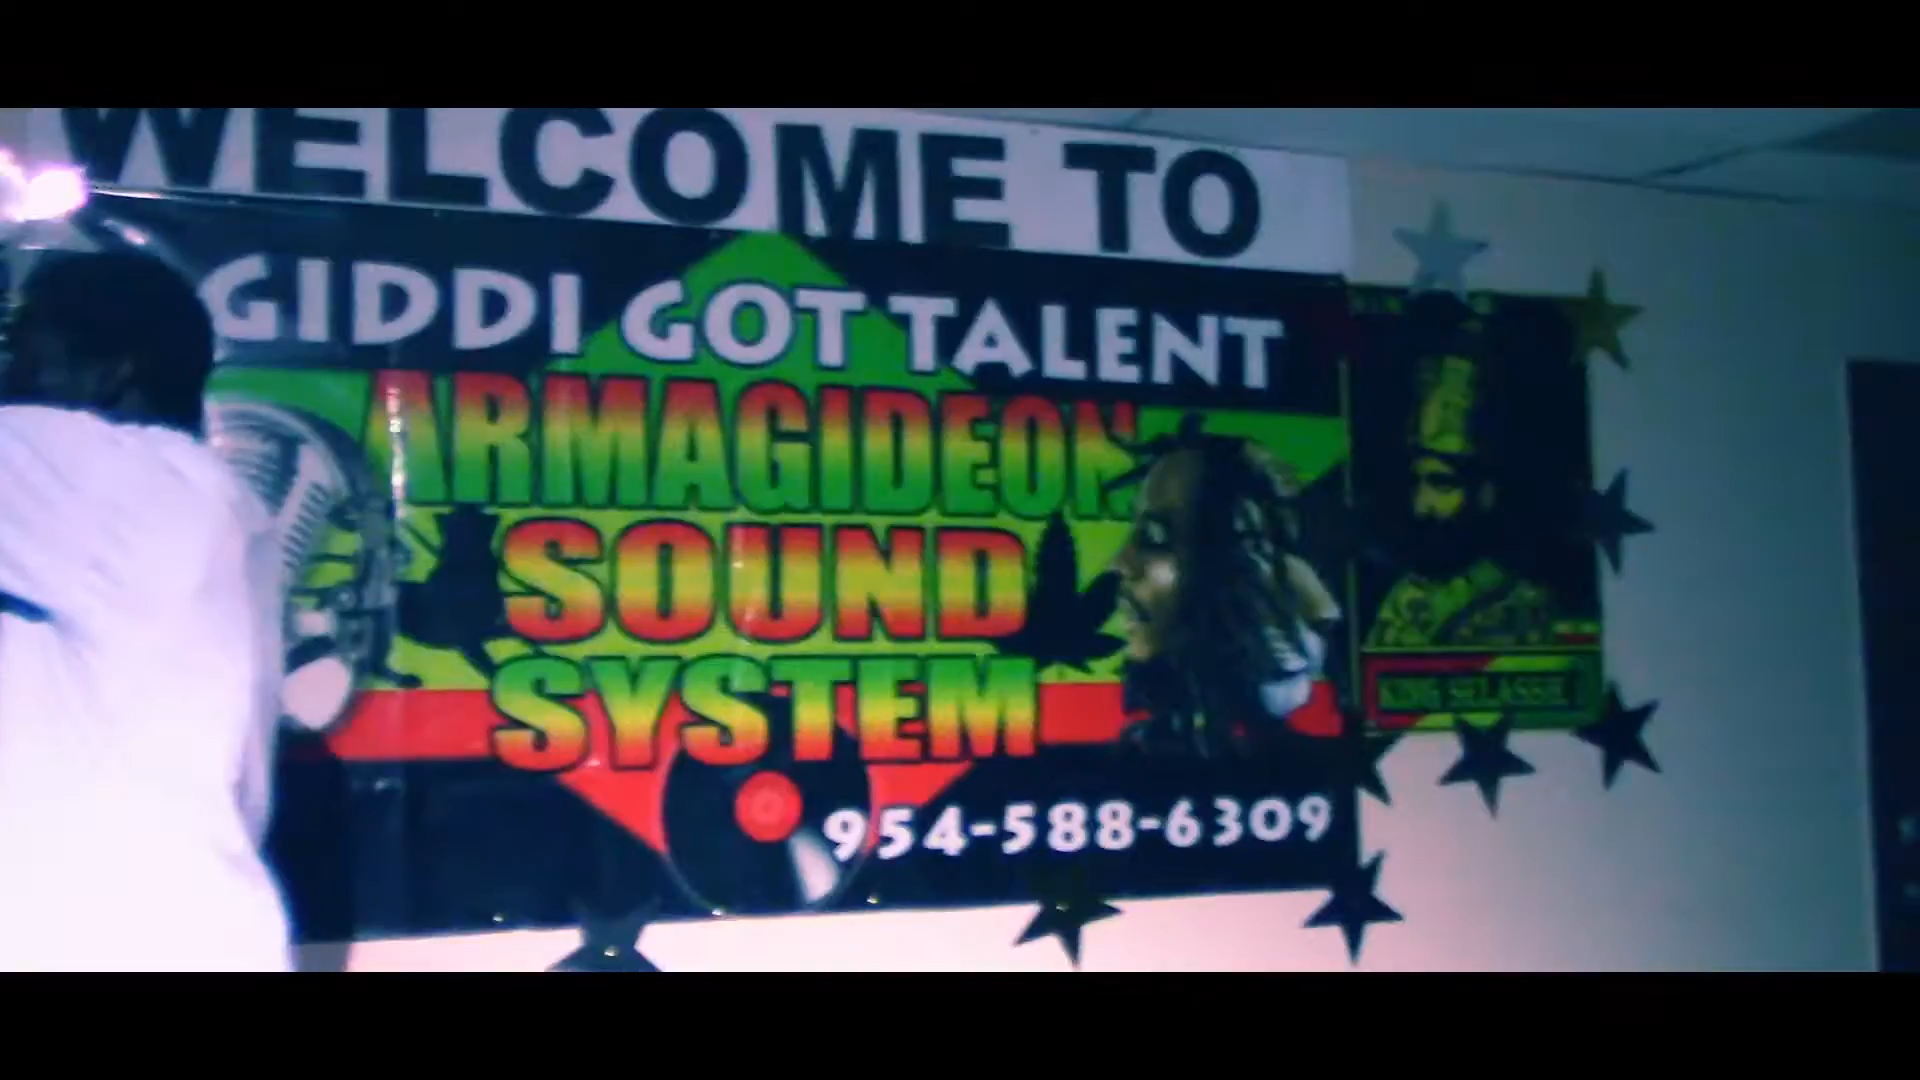 WELCOME TO
GIDDI GOT TALENT
ARMAGIDEON
SOUND
SYSTEM
954-588-6309
KING SELASSIE I